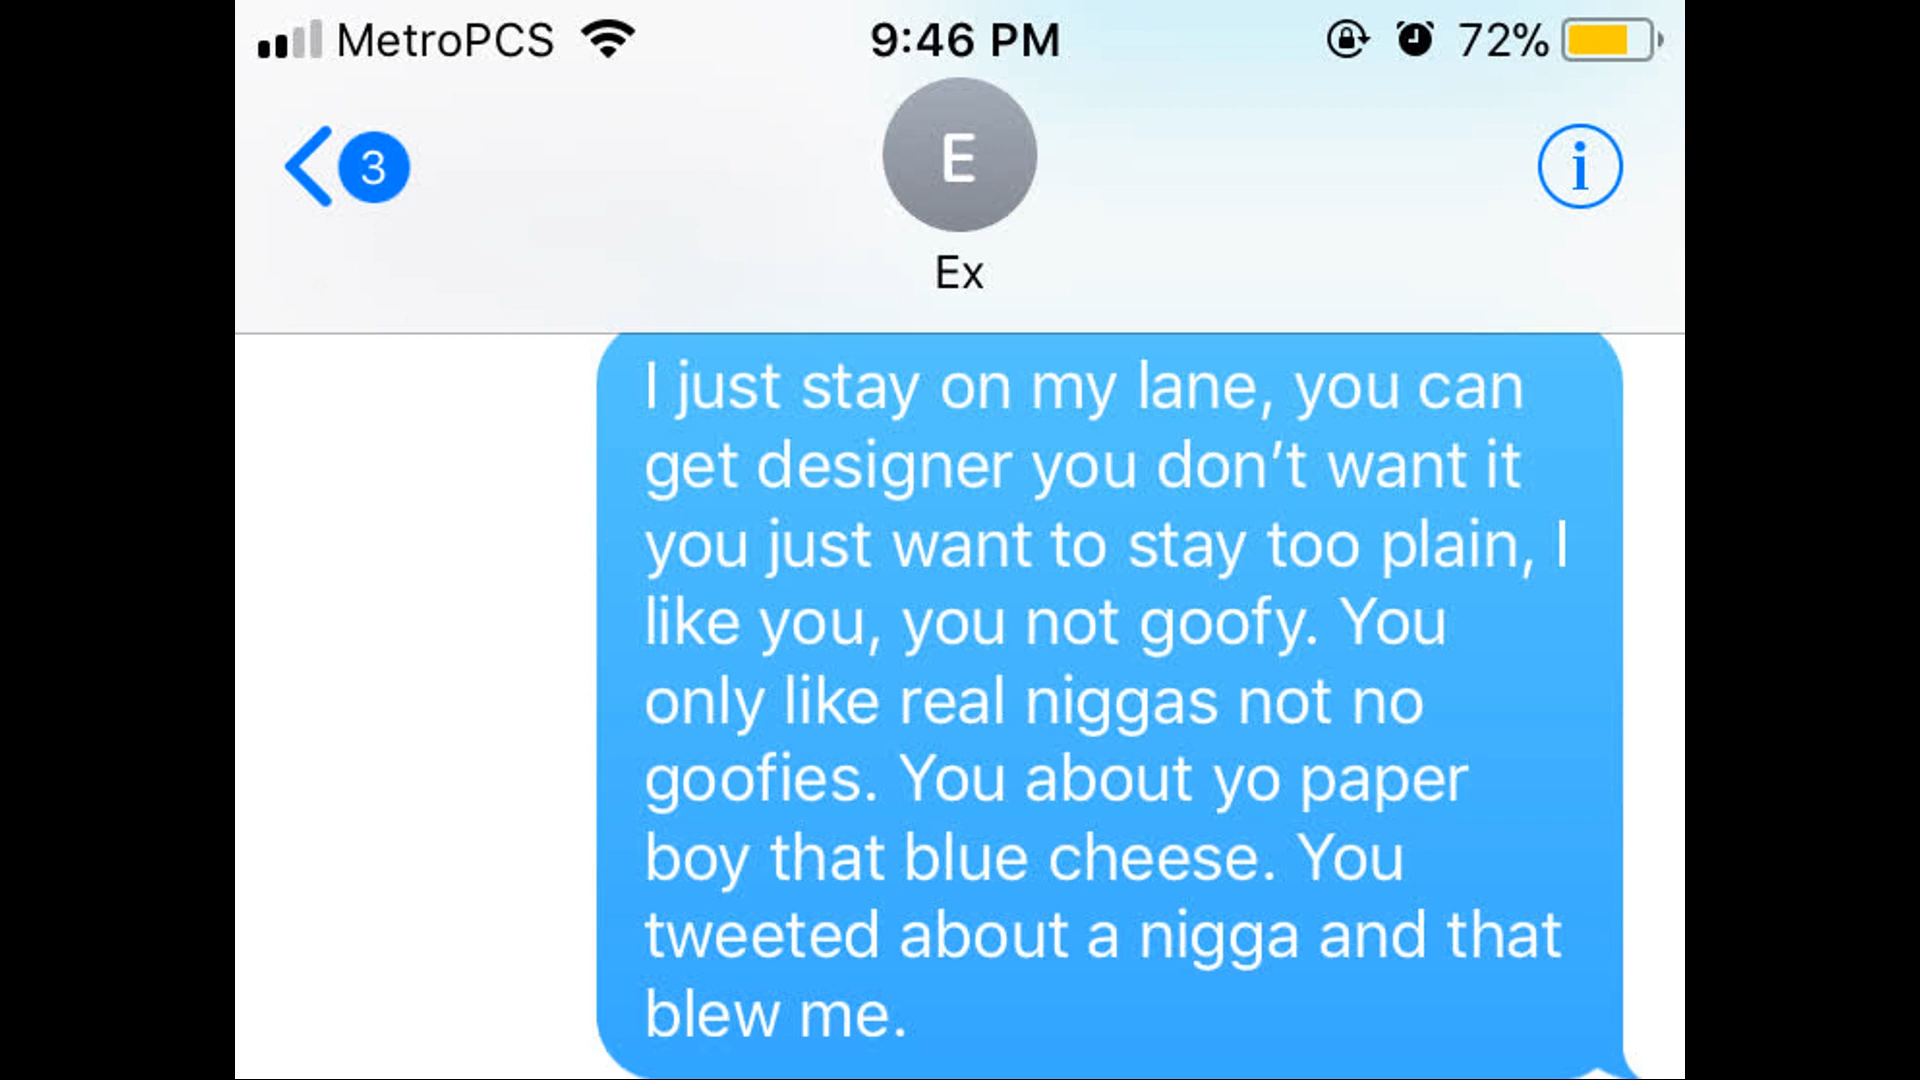 MetroPCS 9:46 PM 72%
3
E
Ex
I just stay on my lane, you can
get designer you don’t want it
you just want to stay too plain, I
like you, you not goofy. You
only like real niggas not no
goofies. You about yo paper
boy that blue cheese. You
tweeted about a nigga and that
blew me.